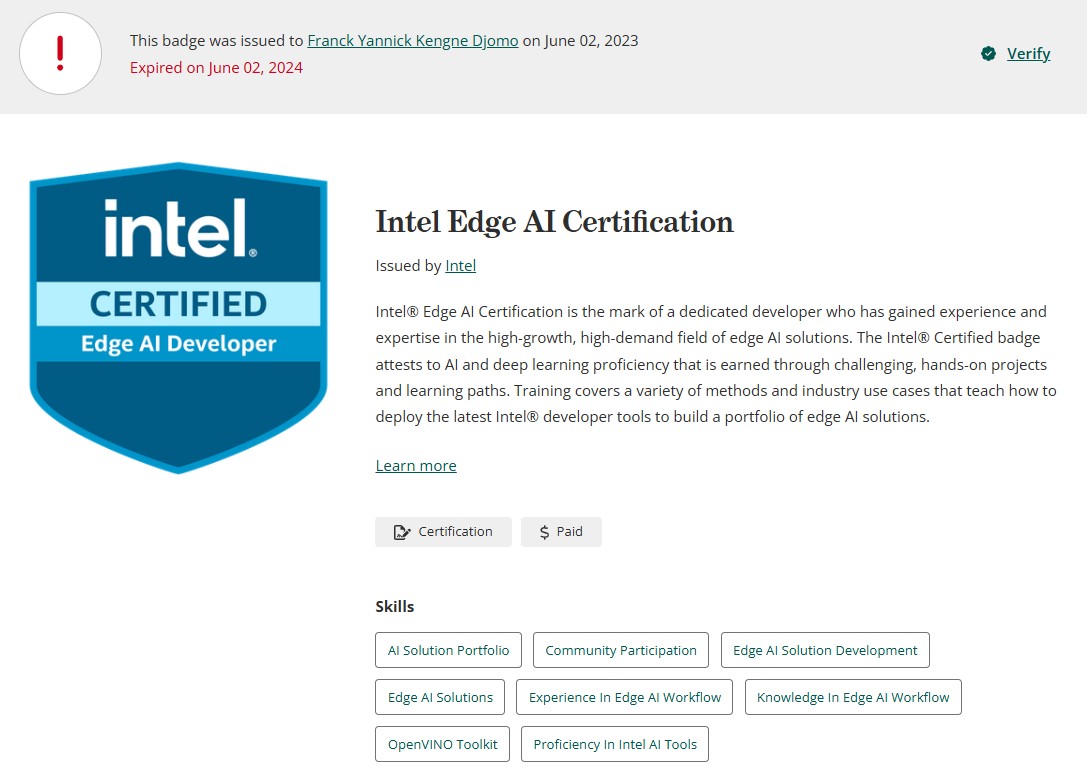 This badge was issued to Franck Yannick Kengne Djomo on June 02, 2023
Expired on June 02, 2024
Verify
intel®
CERTIFIED
Edge AI Developer
Intel Edge AI Certification
Issued by Intel
Intel® Edge AI Certification is the mark of a dedicated developer who has gained experience and
expertise in the high-growth, high-demand field of edge AI solutions. The Intel® Certified badge
attests to AI and deep learning proficiency that is earned through challenging, hands-on projects
and learning paths. Training covers a variety of methods and industry use cases that teach how to
deploy the latest Intel® developer tools to build a portfolio of edge AI solutions.
Learn more
Certification
$ Paid
Skills
AI Solution Portfolio
Community Participation
Edge AI Solution Development
Edge AI Solutions
Experience In Edge AI Workflow
Knowledge In Edge AI Workflow
OpenVINO Toolkit
Proficiency In Intel AI Tools